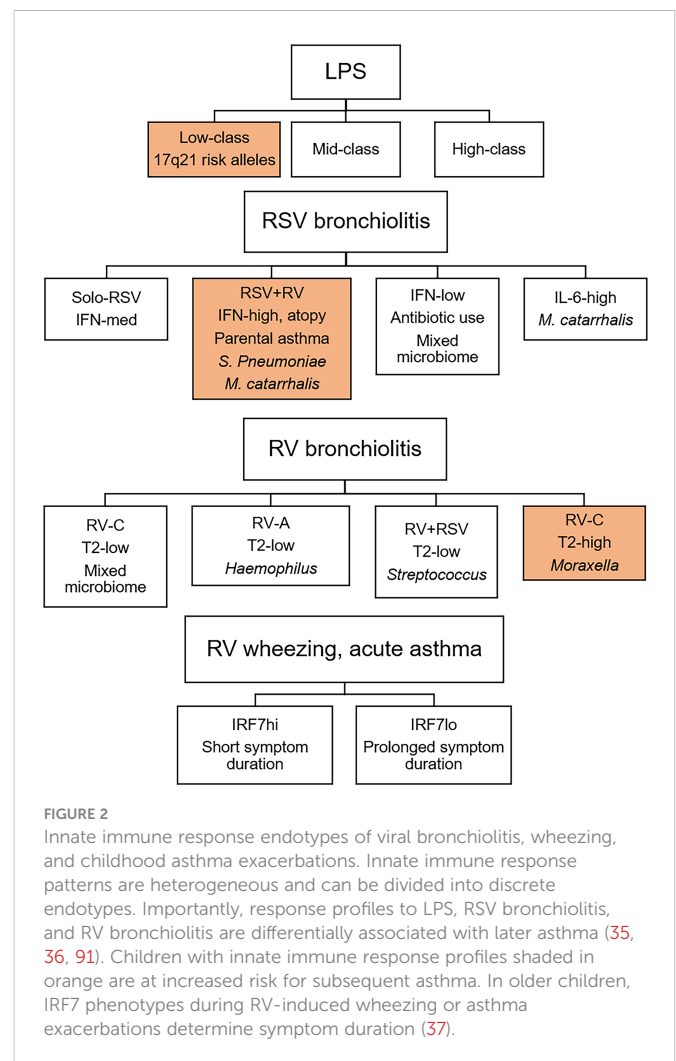 LPS
Low-class
17q21 risk alleles
Mid-class
High-class
RSV bronchiolitis
Solo-RSV
IFN-med
RSV+RV
IFN-high, atopy
Parental asthma
S. Pneumoniae
M. catarrhalis
IFN-low
Antibiotic use
Mixed
microbiome
IL-6-high
M. catarrhalis
RV bronchiolitis
RV-C
T2-low
Mixed
microbiome
RV-A
T2-low
Haemophilus
RV+RSV
T2-low
Streptococcus
RV-C
T2-high
Moraxella
RV wheezing, acute asthma
IRF7hi
Short symptom
duration
IRF7lo
Prolonged symptom
duration
FIGURE 2
Innate immune response endotypes of viral bronchiolitis, wheezing,
and childhood asthma exacerbations. Innate immune response
patterns are heterogeneous and can be divided into discrete
endotypes. Importantly, response profiles to LPS, RSV bronchiolitis,
and RV bronchiolitis are differentially associated with later asthma (35,
36, 91). Children with innate immune response profiles shaded in
orange are at increased risk for subsequent asthma. In older children,
IRF7 phenotypes during RV-induced wheezing or asthma
exacerbations determine symptom duration (37).